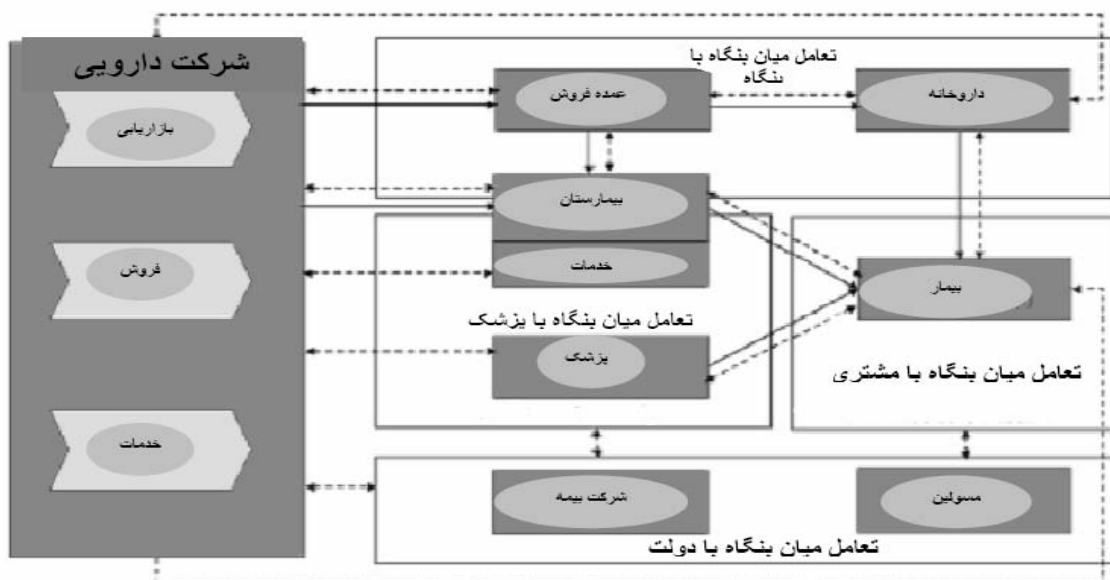 شرکت دارویی
بازاریابی
فروش
خدمات
تعامل میان بنگاه با
بنگاه
عمده فروش
داروخانه
بیمارستان
خدمات
بیمار
تعامل میان بنگاه با پزشک
پزشک
تعامل میان بنگاه با مشتری
شرکت بیمه
مسولین
تعامل میان بنگاه با دولت